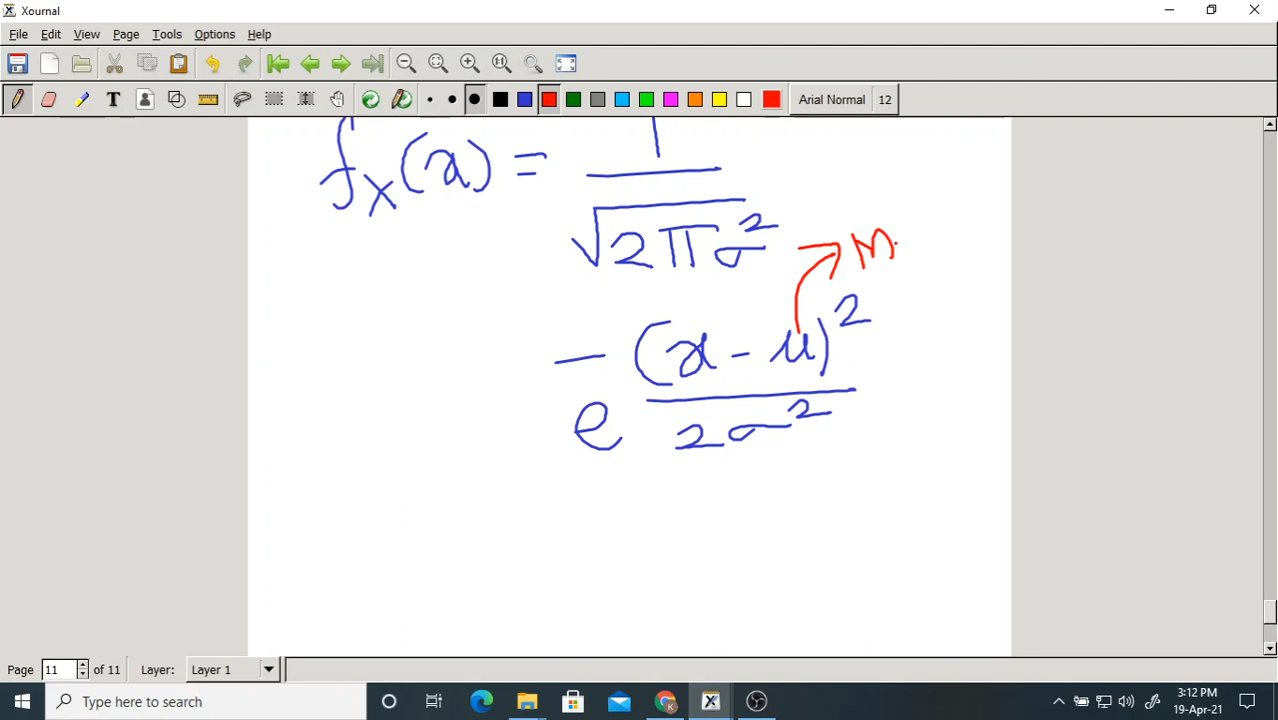 Xournal
File Edit View Page Tools Options Help
Arial Normal 12
f_X(x) = 1
√2πσ²
→ M
- (x - μ)²
e 2σ²
Page 11 of 11 Layer: Layer 1
Type here to search
3:12 PM
19-Apr-21